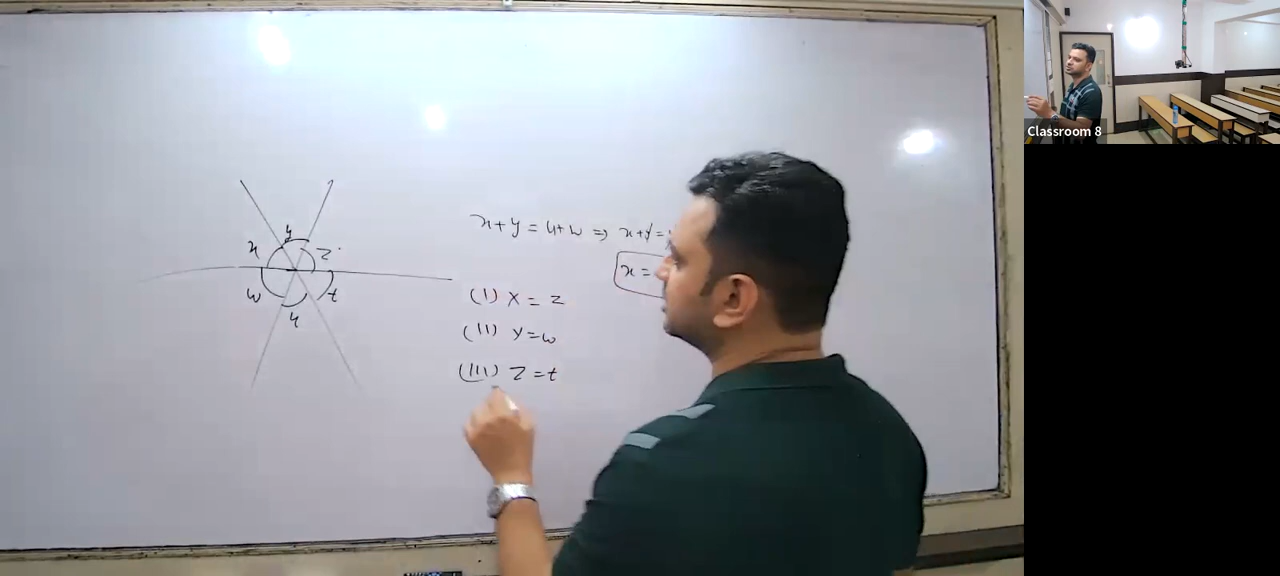 y
x
z
w
t
u
x+y = u+w ⇒ x+y =
x =
(I) x = z
(II) y = w
(III) z = t
Classroom 8